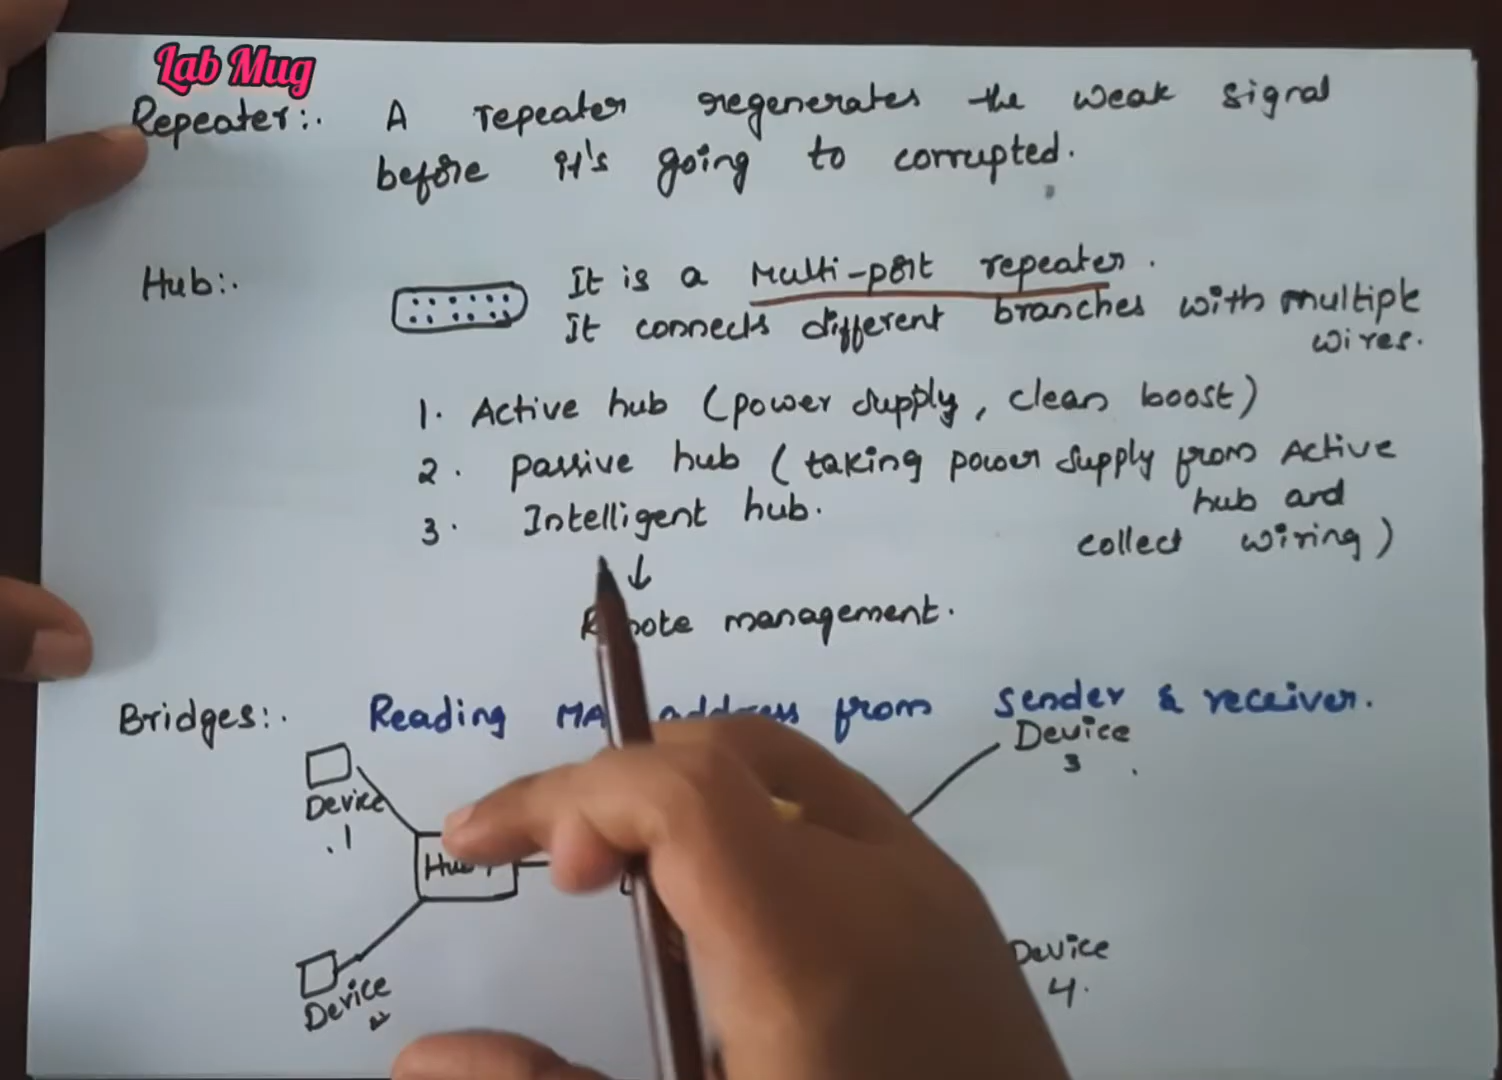 Lab Mug
Repeater:. A repeater regenerates the weak signal
before it's going to corrupted.
Hub:. It is a Multi-port repeater.
It connects different branches with multiple
wires.
1. Active hub (power supply, clean boost)
2. passive hub (taking power supply from Active
hub and
3. Intelligent hub.
collect wiring)
↓
management.
Bridges:. Reading from sender & receiver.
Device
3
Device
1
Device
2
Device
4.